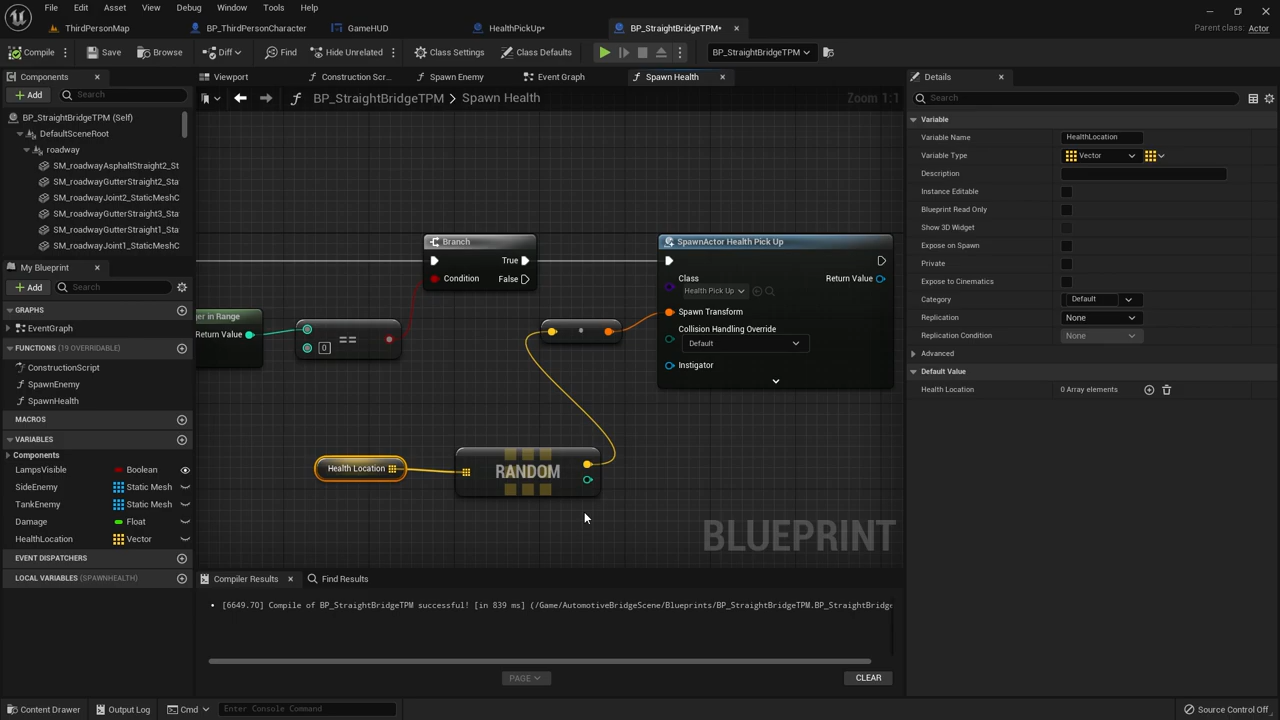 File Edit Asset View Debug Window Tools Help
Parent class: Actor
ThirdPersonMap BP_ThirdPersonCharacter GameHUD HealthPickUp* BP_StraightBridgeTPM*
Compile Save Browse Diff Find Hide Unrelated Class Settings Class Defaults BP_StraightBridgeTPM
Components
Add Search
BP_StraightBridgeTPM (Self)
DefaultSceneRoot
roadway
SM_roadwayAsphaltStraight2_St
SM_roadwayGutterStraight2_Sta
SM_roadwayJoint2_StaticMeshC
SM_roadwayGutterStraight3_Sta
SM_roadwayGutterStraight1_Sta
SM_roadwayJoint1_StaticMeshC
My Blueprint
Add Search
GRAPHS
EventGraph
FUNCTIONS (19 OVERRIDABLE)
ConstructionScript
SpawnEnemy
SpawnHealth
MACROS
VARIABLES
Components
LampsVisible Boolean
SideEnemy Static Mesh
TankEnemy Static Mesh
Damage Float
HealthLocation Vector
EVENT DISPATCHERS
LOCAL VARIABLES (SPAWNHEALTH)
Viewport Construction Scr... Spawn Enemy Event Graph Spawn Health
BP_StraightBridgeTPM > Spawn Health Zoom 1:1
Branch
True
Condition False
ger in Range
Return Value
0
==
SpawnActor Health Pick Up
Class Return Value
Health Pick Up
Spawn Transform
Collision Handling Override
Default
Instigator
Health Location
RANDOM
BLUEPRINT
Compiler Results Find Results
[6649.70] Compile of BP_StraightBridgeTPM successful! [in 839 ms] (/Game/AutomotiveBridgeScene/Blueprints/BP_StraightBridgeTPM.BP_StraightBridge
PAGE CLEAR
Details
Search
Variable
Variable Name HealthLocation
Variable Type Vector
Description
Instance Editable
Blueprint Read Only
Show 3D Widget
Expose on Spawn
Private
Expose to Cinematics
Category Default
Replication None
Replication Condition None
Advanced
Default Value
Health Location 0 Array elements
Content Drawer Output Log Cmd Enter Console Command Source Control Off